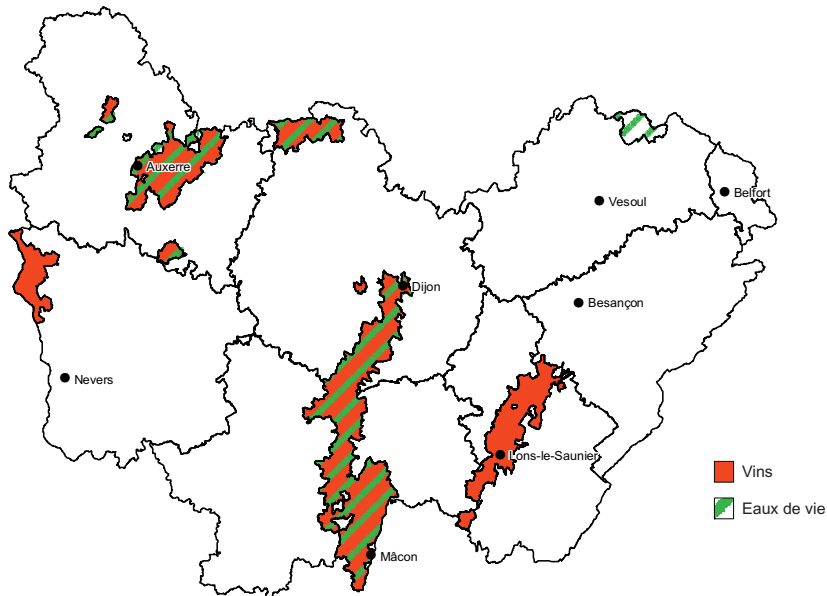 Auxerre
Vesoul
Belfort
Dijon
Besançon
Nevers
Lons-le-Saunier
Vins
Eaux de vie
Mâcon